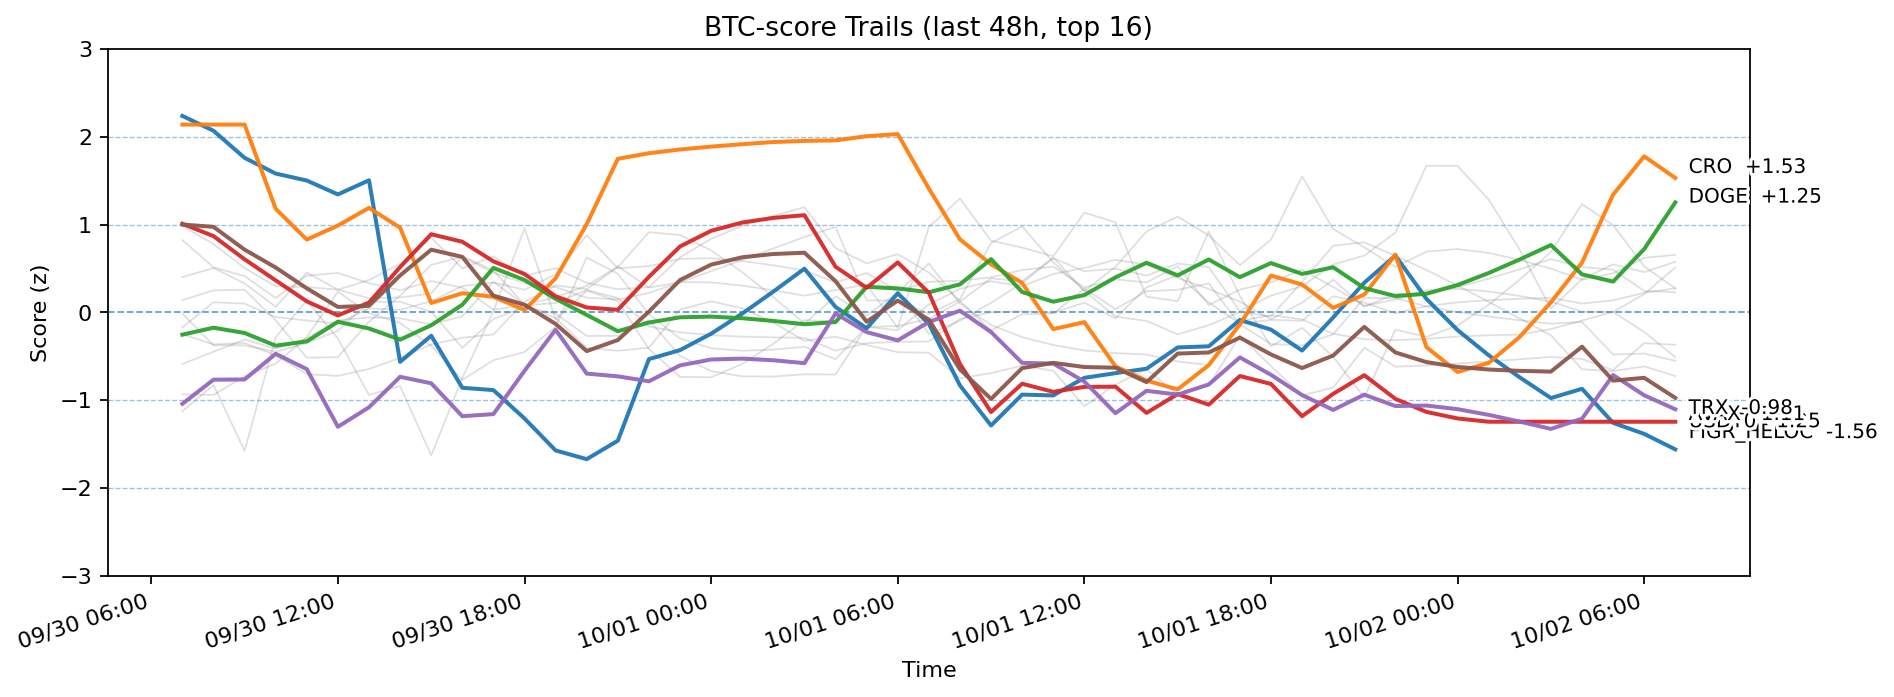 BTC-score Trails (last 48h, top 16)
Score (z)
3
2
1
0
−1
−2
−3
CRO +1.53
DOGE +1.25
TRX -0.98
FIGR_HELOC -1.56
09/30 06:00
09/30 12:00
09/30 18:00
10/01 00:00
10/01 06:00
10/01 12:00
10/01 18:00
10/02 00:00
10/02 06:00
Time